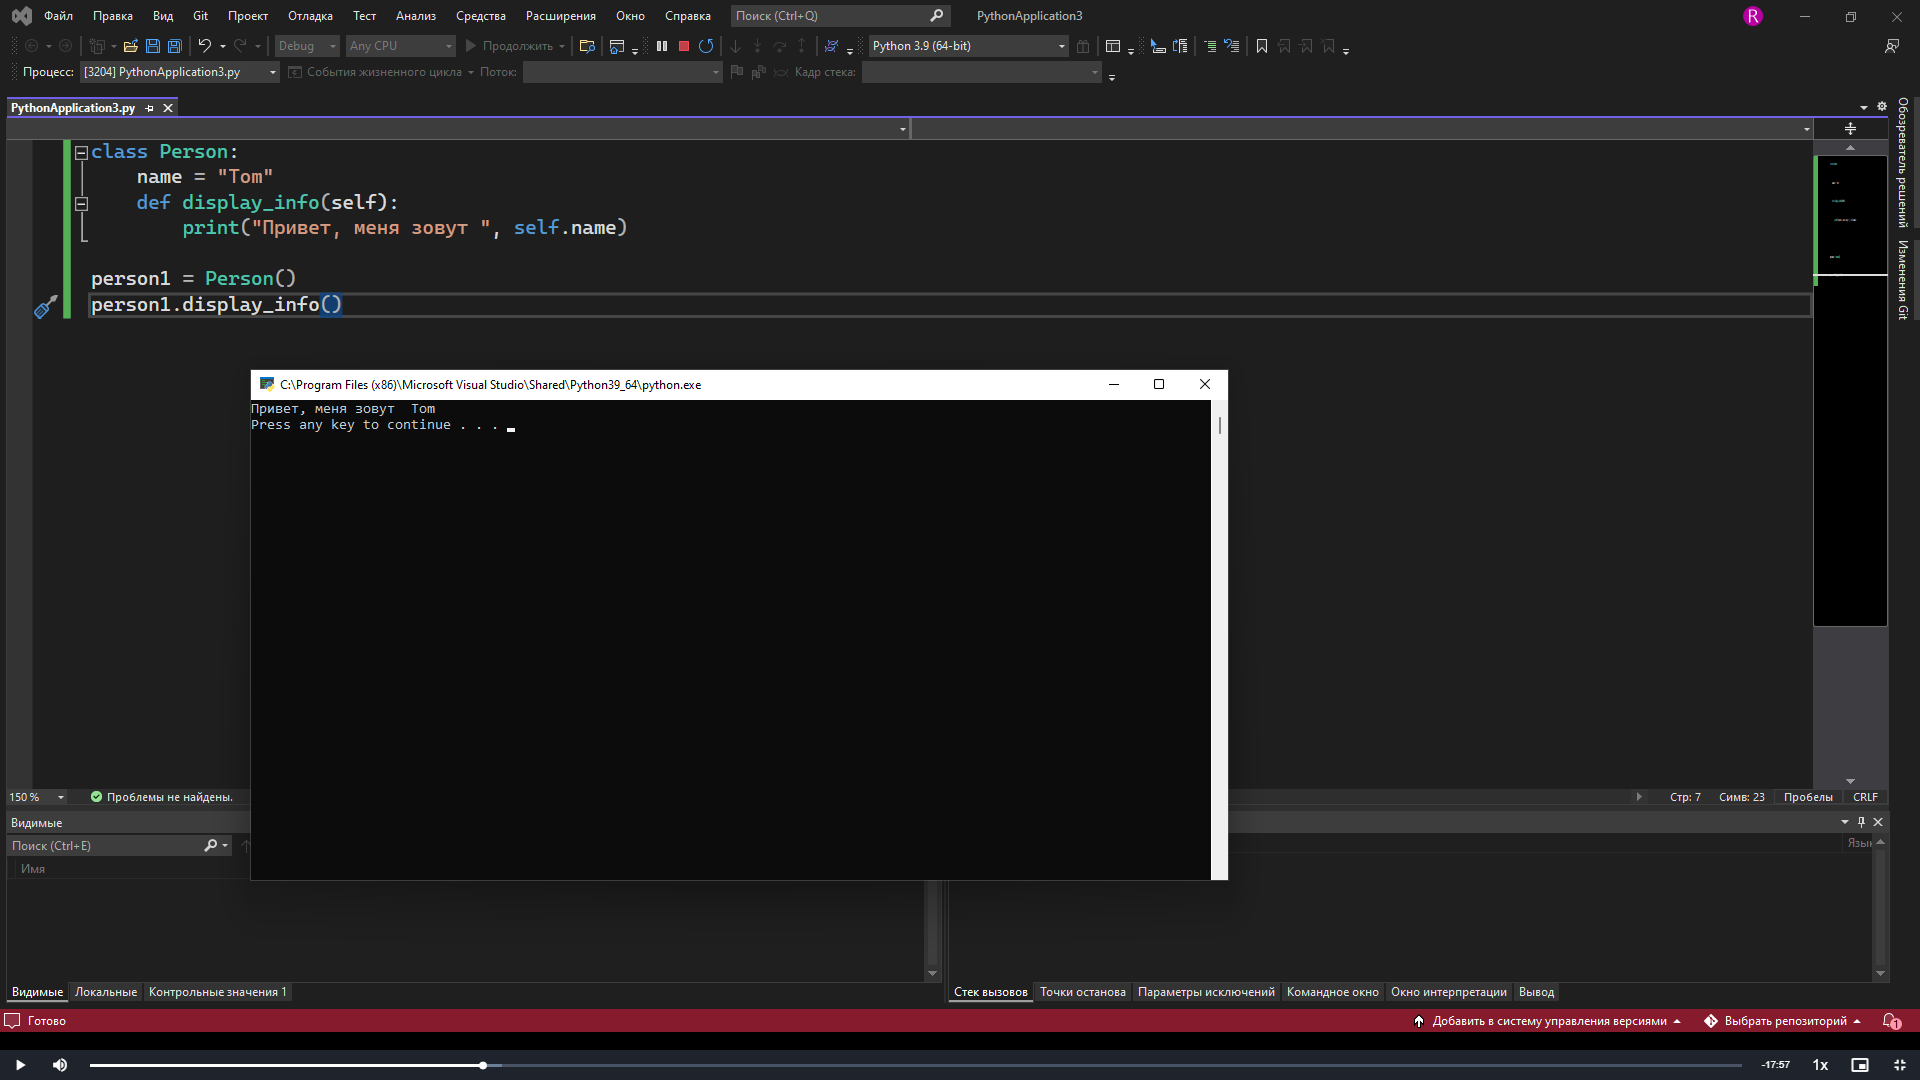 Файл Правка Вид Git Проект Отладка Тест Анализ Средства Расширения Окно Справка Поиск (Ctrl+Q) PythonApplication3 R
Debug Any CPU Продолжить Python 3.9 (64-bit)
Процесс: [3204] PythonApplication3.py События жизненного цикла Поток: Кадр стека:
PythonApplication3.py
class Person:
name = "Tom"
def display_info(self):
print("Привет, меня зовут ", self.name)
person1 = Person()
person1.display_info()
Обозреватель решений
Изменения Git
C:\Program Files (x86)\Microsoft Visual Studio\Shared\Python39_64\python.exe
Привет, меня зовут  Tom
Press any key to continue . . .
150 % Проблемы не найдены. Стр: 7 Симв: 23 Пробелы CRLF
Видимые
Поиск (Ctrl+E)
Имя
Язык
Видимые Локальные Контрольные значения 1
Стек вызовов Точки останова Параметры исключений Командное окно Окно интерпретации Вывод
Готово Добавить в систему управления версиями Выбрать репозиторий 1
-17:57 1x